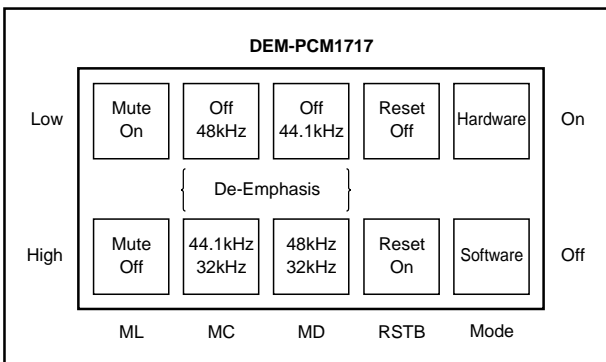 DEM-PCM1717
Low
Mute
On
Off
48kHz
Off
44.1kHz
Reset
Off
Hardware
On
De-Emphasis
High
Mute
Off
44.1kHz
32kHz
48kHz
32kHz
Reset
On
Software
Off
ML MC MD RSTB Mode